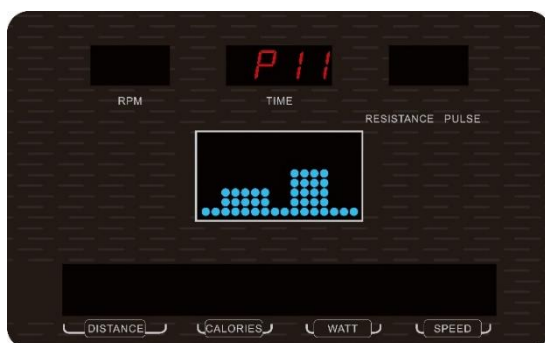 P11
RPM
TIME
RESISTANCE PULSE
DISTANCE
CALORIES
WATT
SPEED